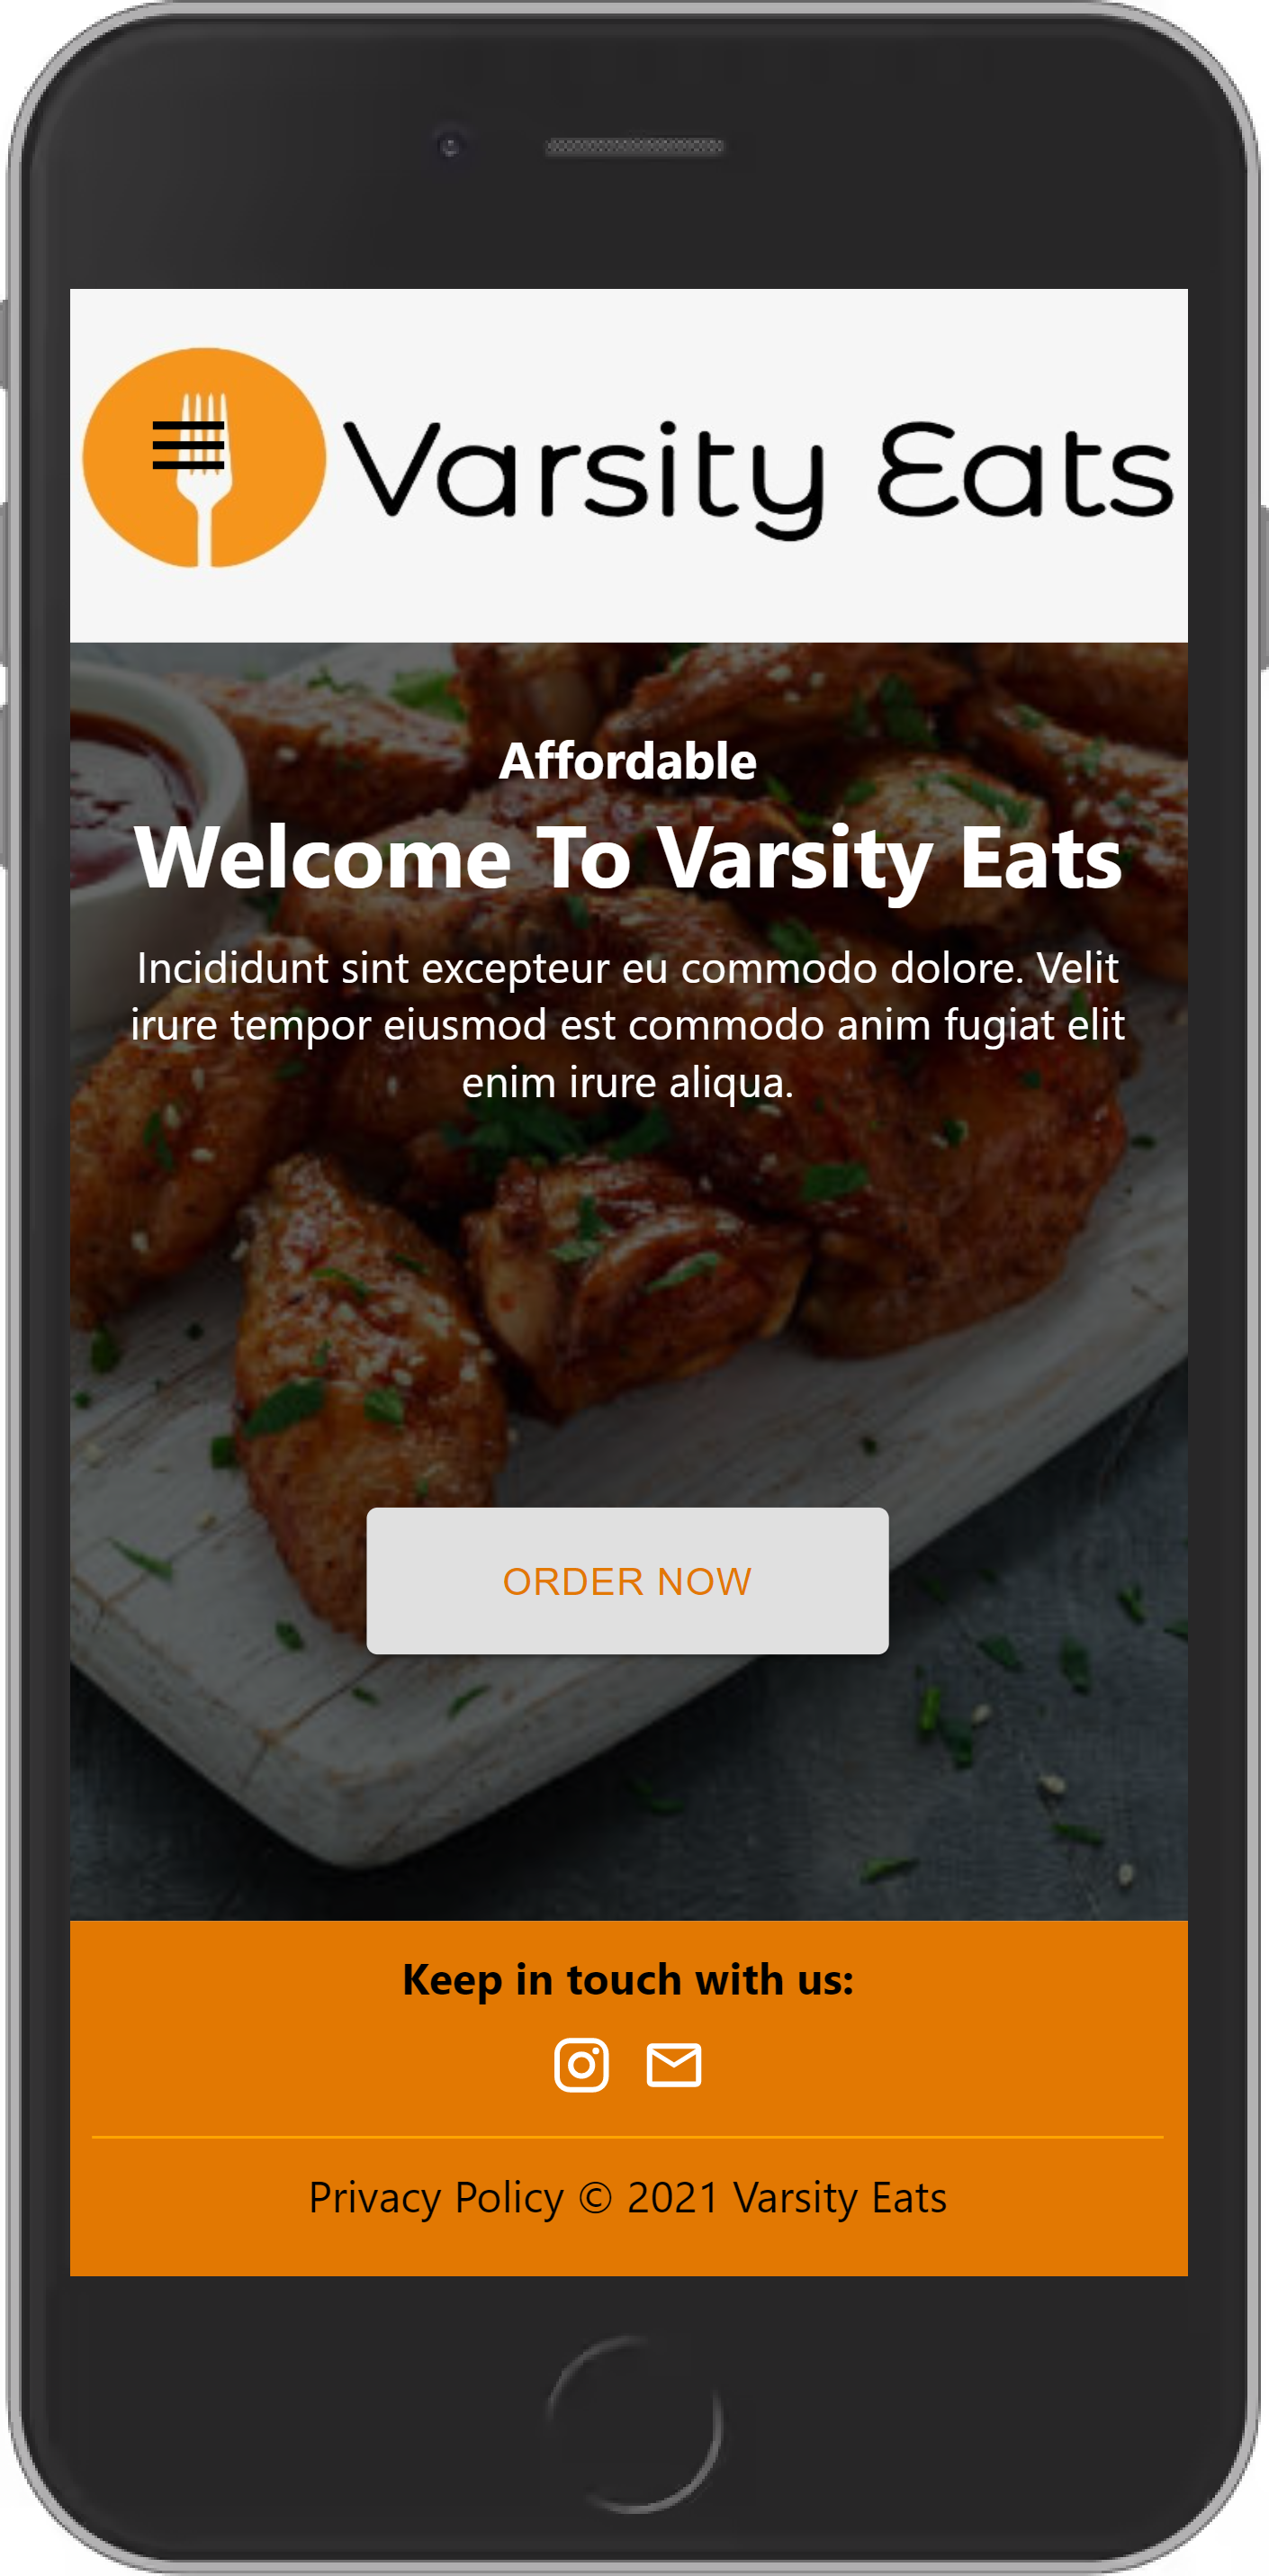 Varsity Eats
Affordable
Welcome To Varsity Eats
Incididunt sint excepteur eu commodo dolore. Velit
irure tempor eiusmod est commodo anim fugiat elit
enim irure aliqua.
ORDER NOW
Keep in touch with us:
Privacy Policy © 2021 Varsity Eats